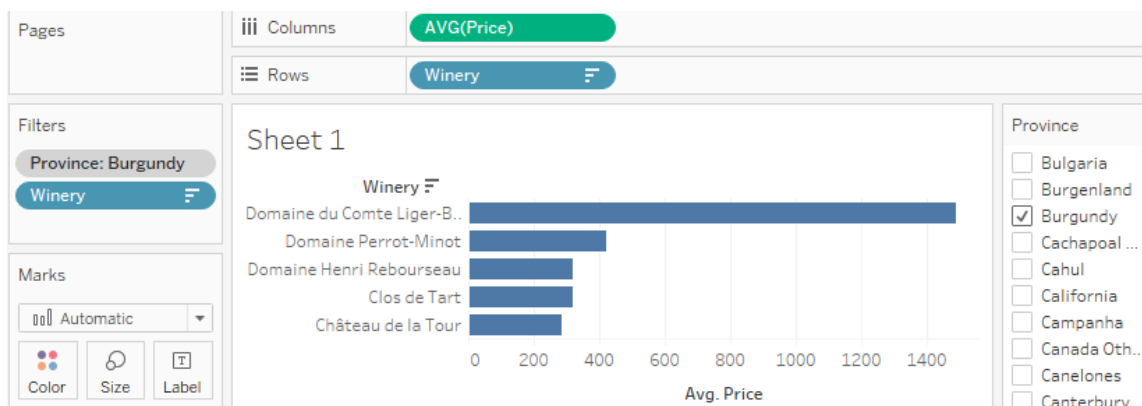 Pages
Columns
AVG(Price)
Rows
Winery
Filters
Province: Burgundy
Winery
Marks
Automatic
Color
Size
T
Label
Sheet 1
Winery
Domaine du Comte Liger-B..
Domaine Perrot-Minot
Domaine Henri Rebourseau
Clos de Tart
Château de la Tour
0 200 400 600 800 1000 1200 1400
Avg. Price
Province
Bulgaria
Burgenland
Burgundy
Cachapoal ...
Cahul
California
Campanha
Canada Oth..
Canelones
Canterbury